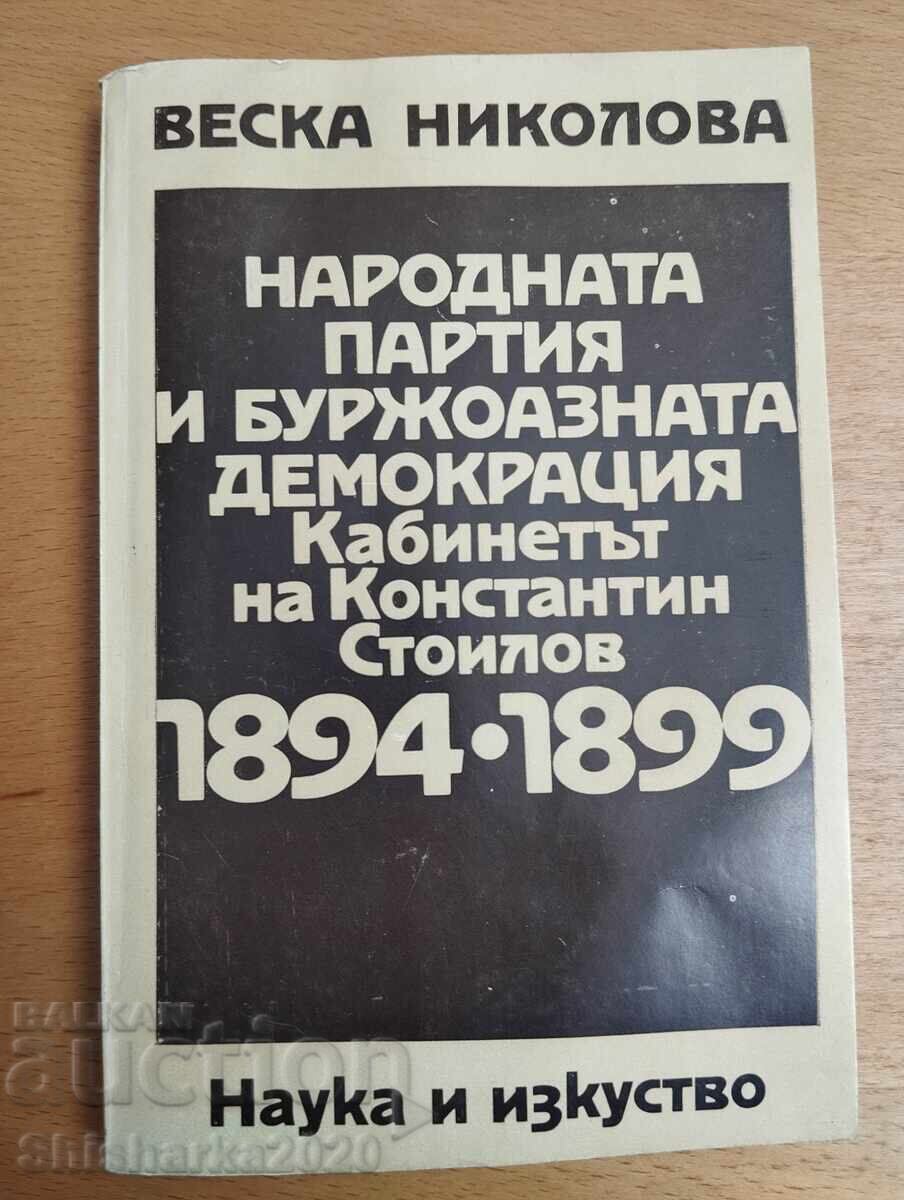 ВЕСКА НИКОЛОВА
НАРОДНАТА
ПАРТИЯ
И БУРЖОАЗНАТА
ДЕМОКРАЦИЯ
Кабинетът
на Константин
Стоилов
1894•1899
BALKAN
auction
Наука и изкуство
Shisharka2020